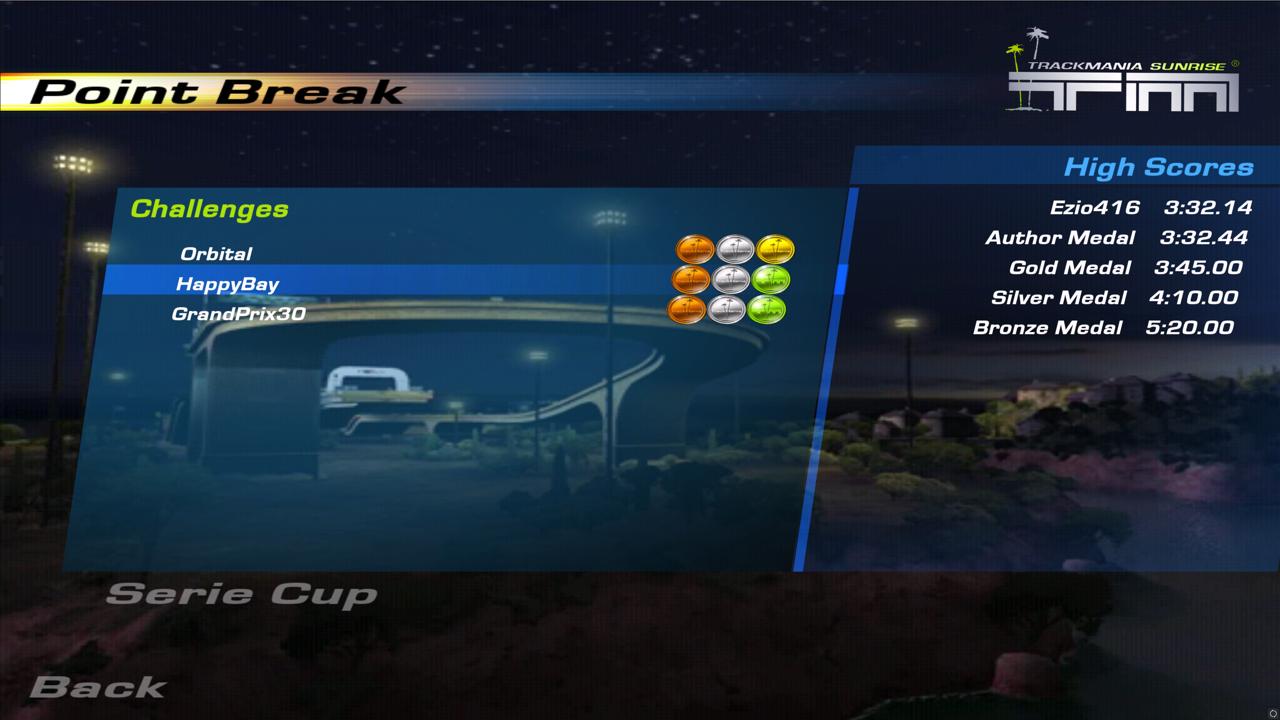 Point Break
TRACKMANIA SUNRISE ®
TM
High Scores
Challenges
Orbital
HappyBay
GrandPrix30
Ezio416 3:32.14
Author Medal 3:32.44
Gold Medal 3:45.00
Silver Medal 4:10.00
Bronze Medal 5:20.00
Serie Cup
Back